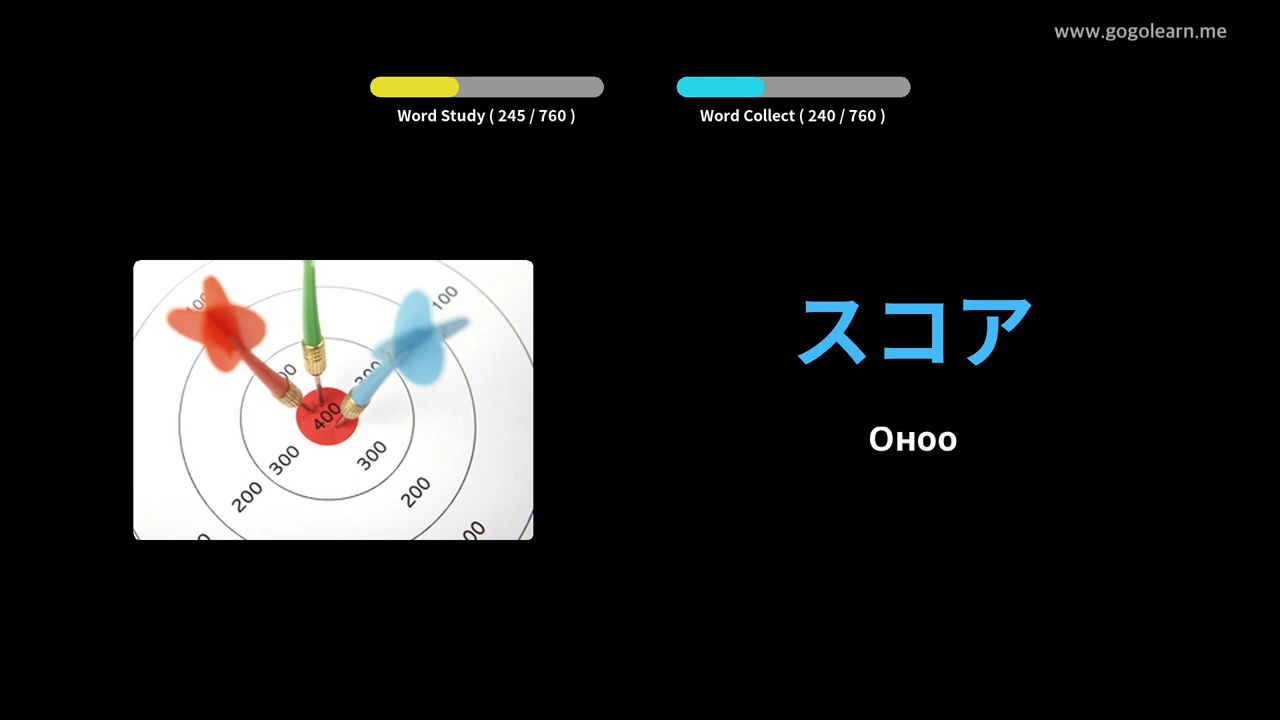 www.gogolearn.me
Word Study ( 245 / 760 )
Word Collect ( 240 / 760 )
スコア
Оноо
100
100
400
300
300
200
200